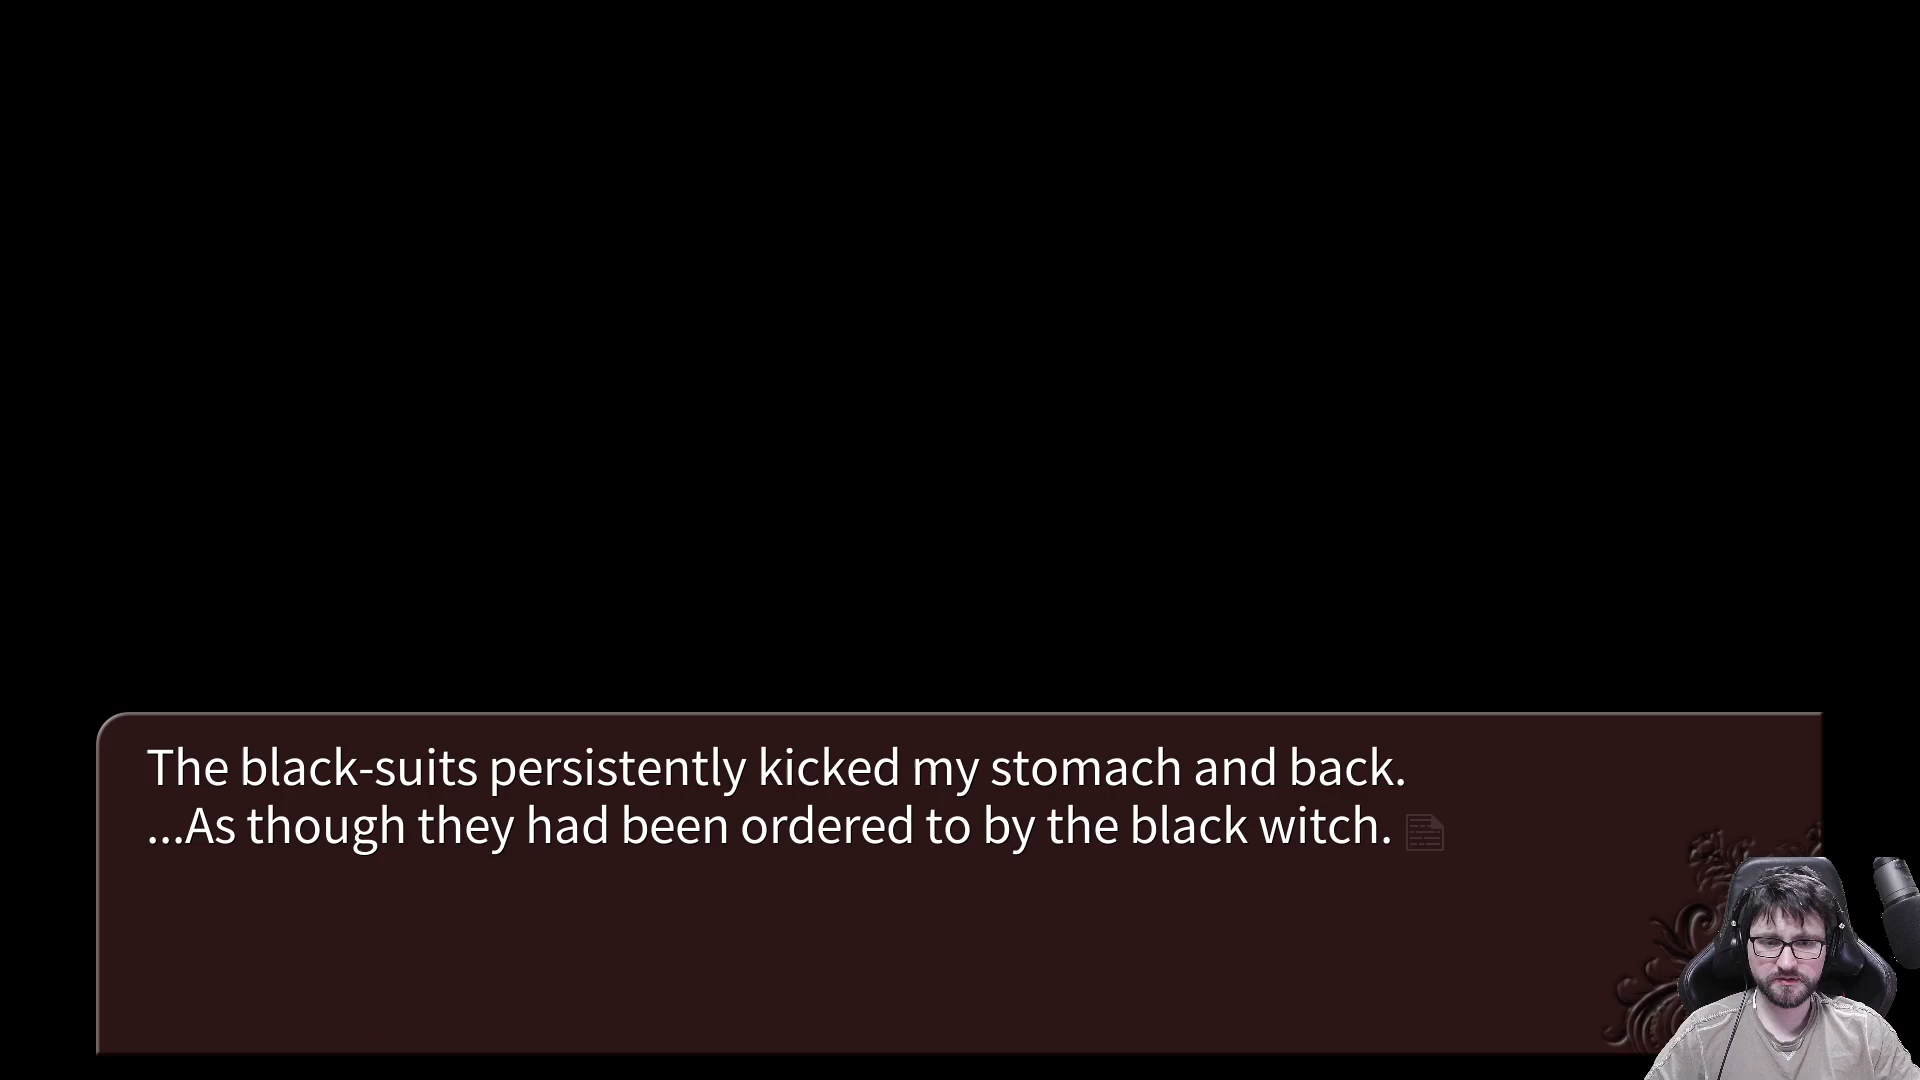 The black-suits persistently kicked my stomach and back.
...As though they had been ordered to by the black witch.